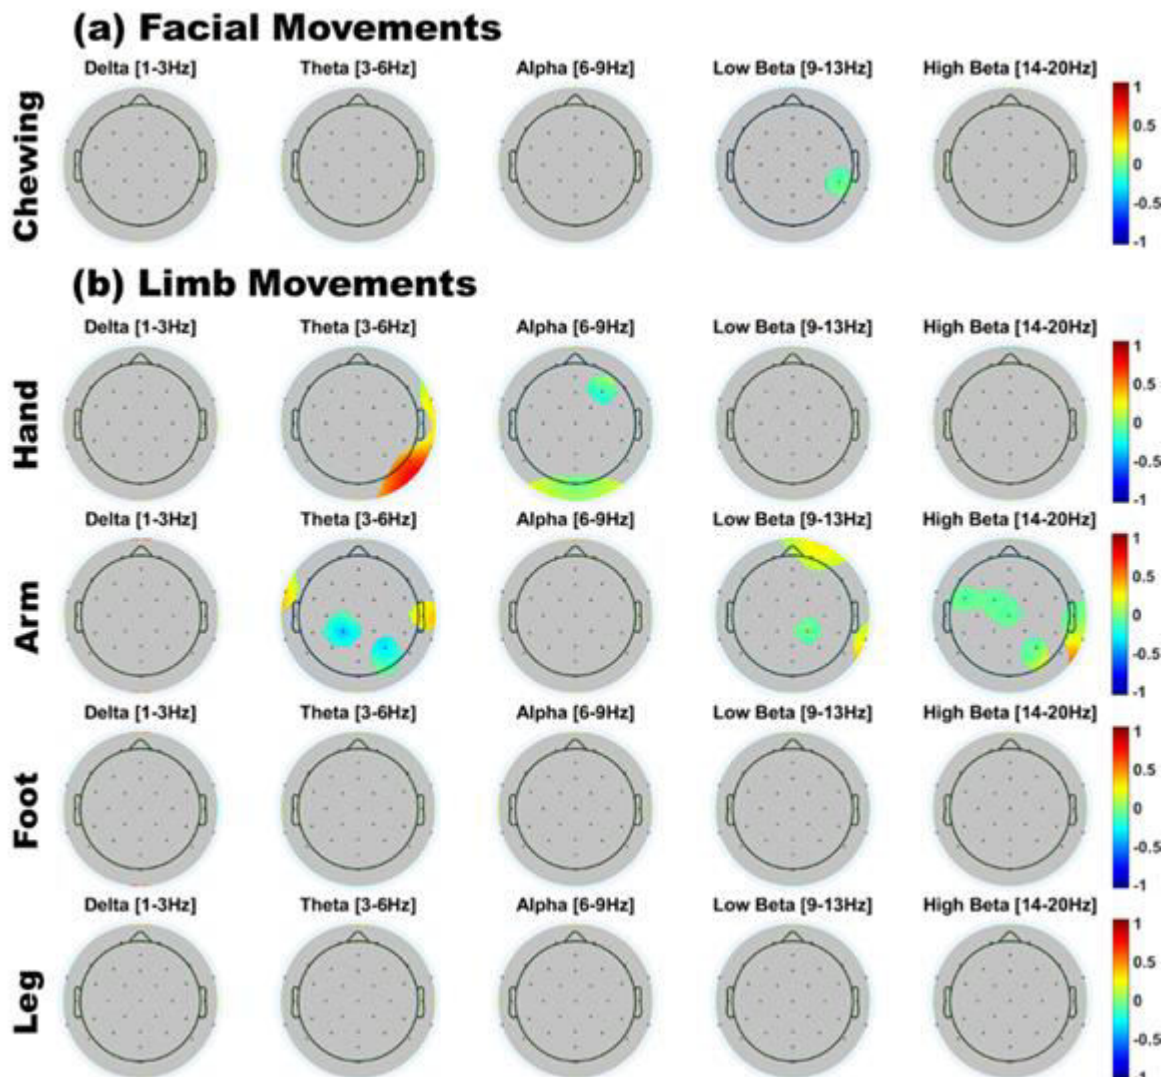 (a) Facial Movements
Delta [1-3Hz] Theta [3-6Hz] Alpha [6-9Hz] Low Beta [9-13Hz] High Beta [14-20Hz]
Chewing
1
0.5
0
-0.5
-1
(b) Limb Movements
Delta [1-3Hz] Theta [3-6Hz] Alpha [6-9Hz] Low Beta [9-13Hz] High Beta [14-20Hz]
Hand
1
0.5
0
-0.5
-1
Delta [1-3Hz] Theta [3-6Hz] Alpha [6-9Hz] Low Beta [9-13Hz] High Beta [14-20Hz]
Arm
1
0.5
0
-0.5
-1
Delta [1-3Hz] Theta [3-6Hz] Alpha [6-9Hz] Low Beta [9-13Hz] High Beta [14-20Hz]
Foot
1
0.5
0
-0.5
-1
Delta [1-3Hz] Theta [3-6Hz] Alpha [6-9Hz] Low Beta [9-13Hz] High Beta [14-20Hz]
Leg
1
0.5
0
-0.5
-1